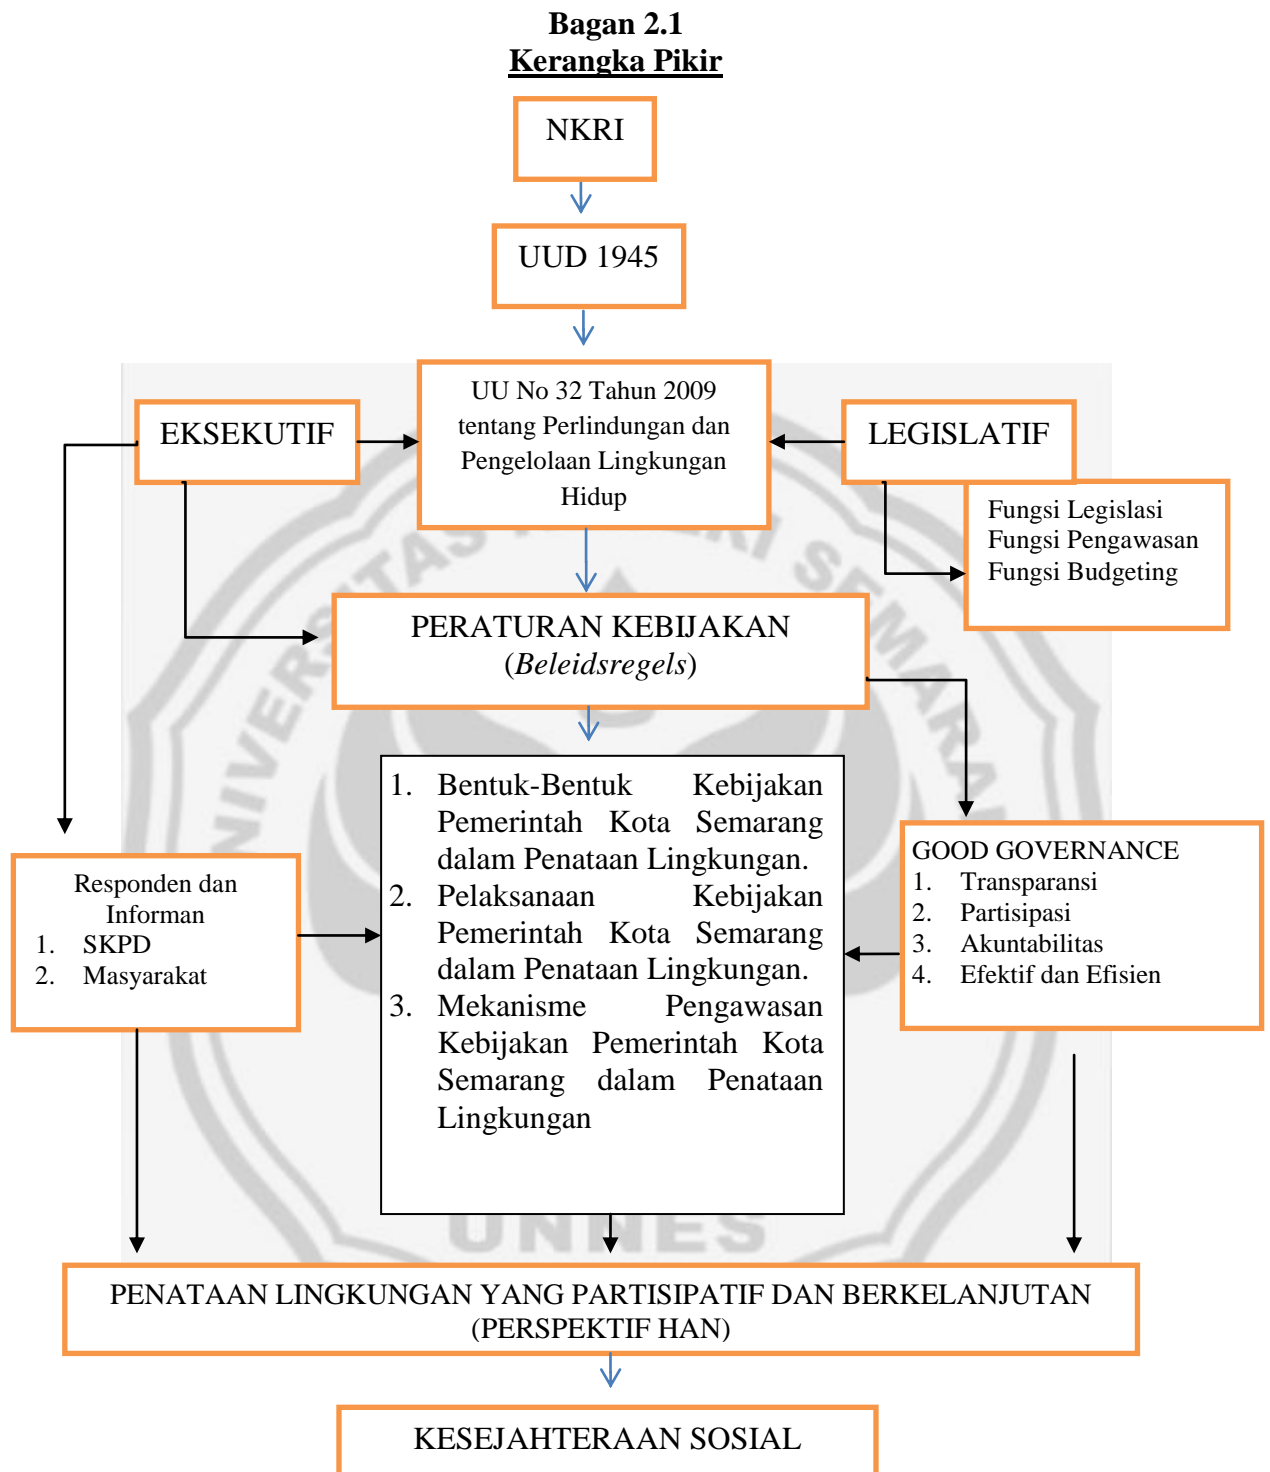 Bagan 2.1
Kerangka Pikir
NKRI
UUD 1945
UU No 32 Tahun 2009
tentang Perlindungan dan
Pengelolaan Lingkungan
Hidup
EKSEKUTIF
LEGISLATIF
Fungsi Legislasi
Fungsi Pengawasan
Fungsi Budgeting
PERATURAN KEBIJAKAN
(Beleidsregels)
1. Bentuk-Bentuk Kebijakan
Pemerintah Kota Semarang
dalam Penataan Lingkungan.
2. Pelaksanaan Kebijakan
Pemerintah Kota Semarang
dalam Penataan Lingkungan.
3. Mekanisme Pengawasan
Kebijakan Pemerintah Kota
Semarang dalam Penataan
Lingkungan
Responden dan
Informan
1. SKPD
2. Masyarakat
GOOD GOVERNANCE
1. Transparansi
2. Partisipasi
3. Akuntabilitas
4. Efektif dan Efisien
UNNES
PENATAAN LINGKUNGAN YANG PARTISIPATIF DAN BERKELANJUTAN
(PERSPEKTIF HAN)
KESEJAHTERAAN SOSIAL